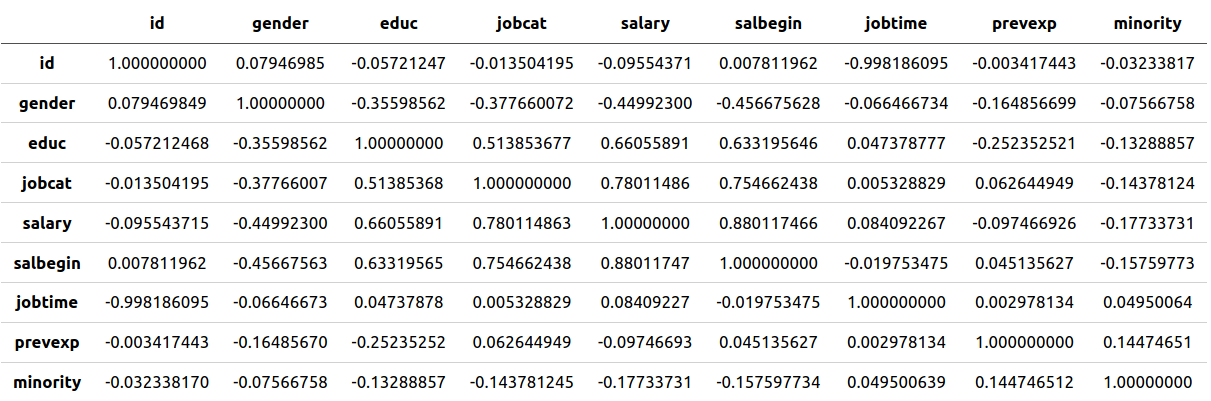 id gender educ jobcat salary salbegin jobtime prevexp minority
id 1.000000000 0.07946985 -0.05721247 -0.013504195 -0.09554371 0.007811962 -0.998186095 -0.003417443 -0.03233817
gender 0.079469849 1.00000000 -0.35598562 -0.377660072 -0.44992300 -0.456675628 -0.066466734 -0.164856699 -0.07566758
educ -0.057212468 -0.35598562 1.00000000 0.513853677 0.66055891 0.633195646 0.047378777 -0.252352521 -0.13288857
jobcat -0.013504195 -0.37766007 0.51385368 1.000000000 0.78011486 0.754662438 0.005328829 0.062644949 -0.14378124
salary -0.095543715 -0.44992300 0.66055891 0.780114863 1.00000000 0.880117466 0.084092267 -0.097466926 -0.17733731
salbegin 0.007811962 -0.45667563 0.63319565 0.754662438 0.88011747 1.000000000 -0.019753475 0.045135627 -0.15759773
jobtime -0.998186095 -0.06646673 0.04737878 0.005328829 0.08409227 -0.019753475 1.000000000 0.002978134 0.04950064
prevexp -0.003417443 -0.16485670 -0.25235252 0.062644949 -0.09746693 0.045135627 0.002978134 1.000000000 0.14474651
minority -0.032338170 -0.07566758 -0.13288857 -0.143781245 -0.17733731 -0.157597734 0.049500639 0.144746512 1.00000000